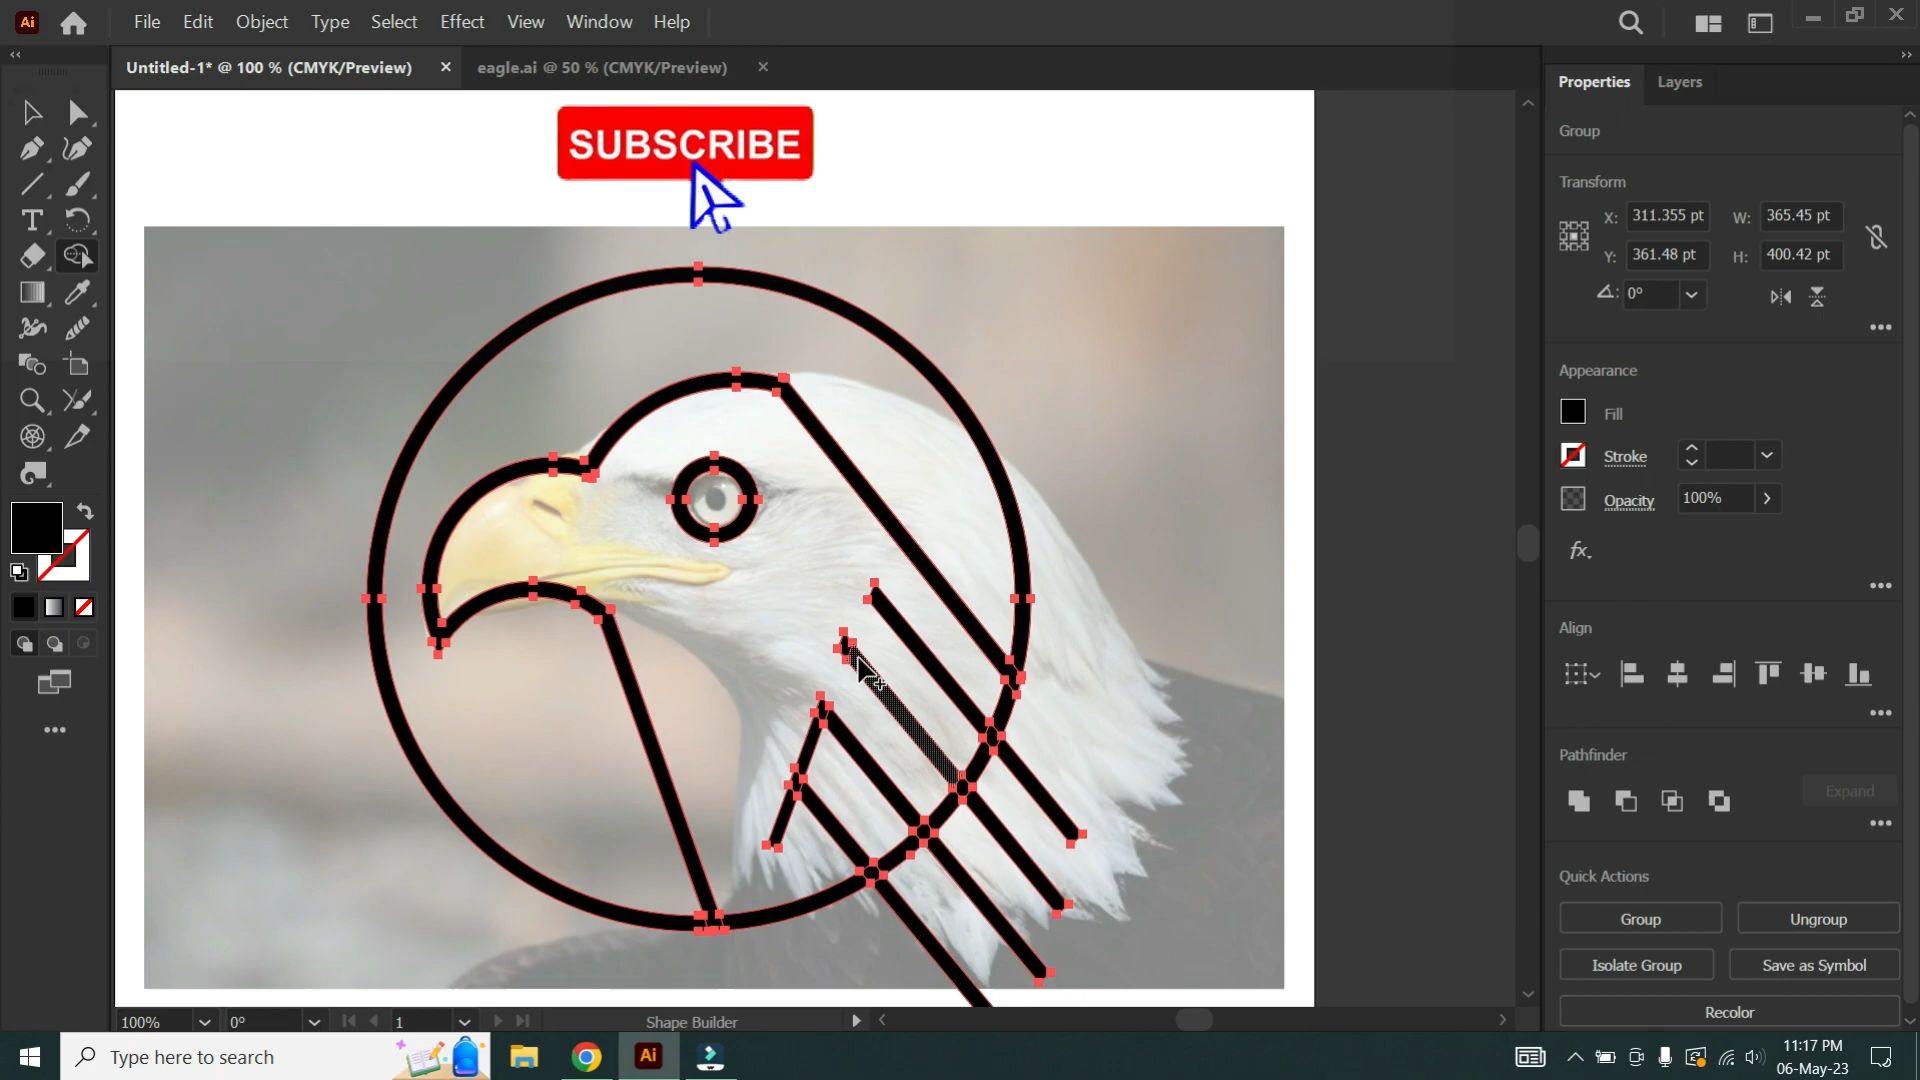 Ai File Edit Object Type Select Effect View Window Help
Untitled-1* @ 100 % (CMYK/Preview) × eagle.ai @ 50 % (CMYK/Preview) ×
SUBSCRIBE
Properties Layers
Group
Transform
X: 311.355 pt W: 365.45 pt
Y: 361.48 pt H: 400.42 pt
0°
Appearance
Fill
Stroke
Opacity 100%
fx.
Align
Pathfinder
Expand
Quick Actions
Group Ungroup
Isolate Group Save as Symbol
Recolor
100% 0° 1 Shape Builder
Type here to search
Ai
11:17 PM
06-May-23